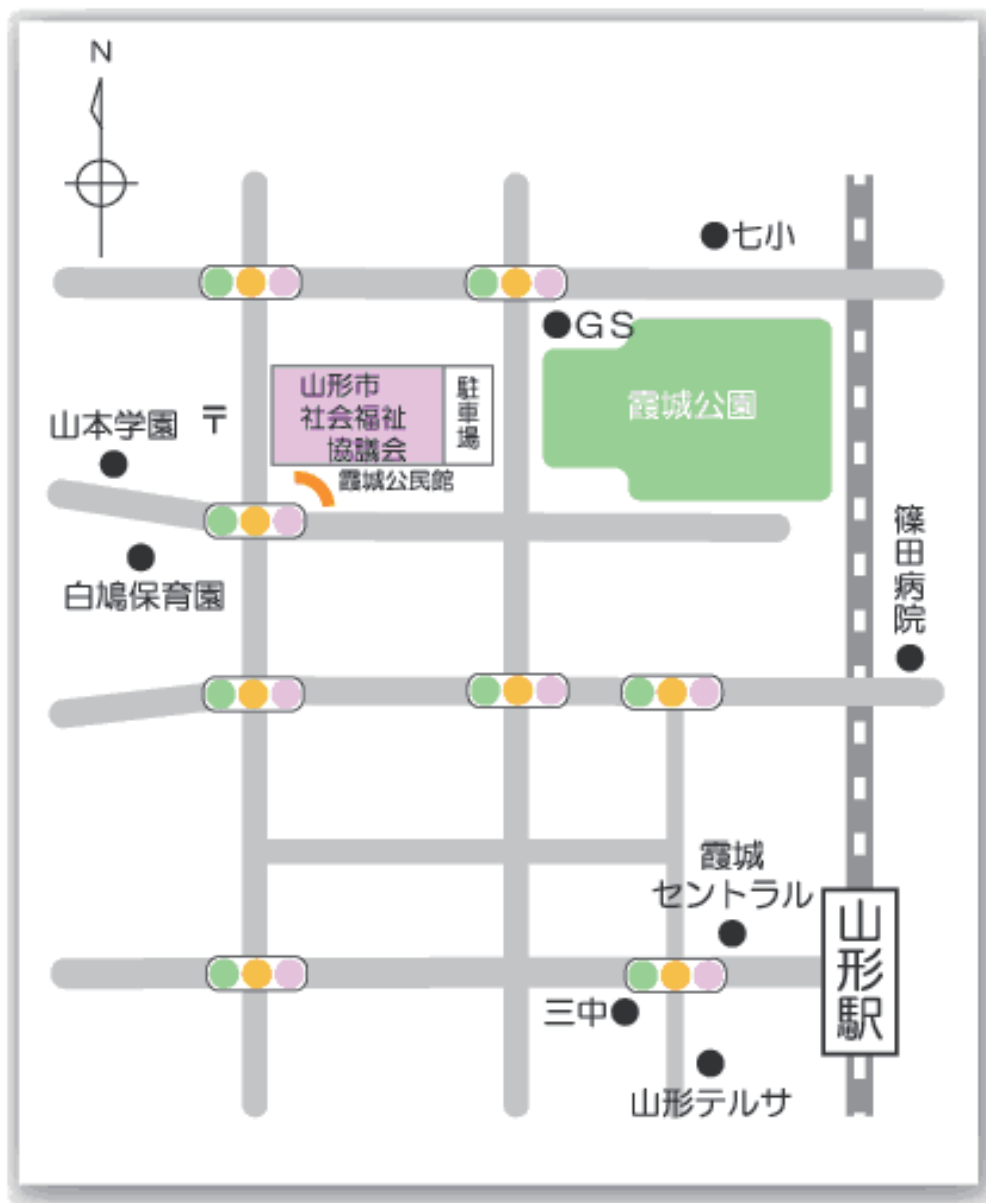 N
七小
GS
山形市
社会福祉
協議会
駐車場
霞城公園
山本学園
〒
霞城公民館
白鳩保育園
篠田病院
霞城
セントラル
山形駅
三中
山形テルサ